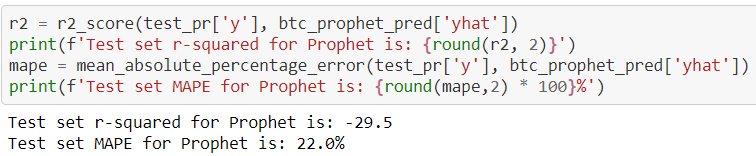 r2 = r2_score(test_pr['y'], btc_prophet_pred['yhat'])
print(f'Test set r-squared for Prophet is: {round(r2, 2)}')
mape = mean_absolute_percentage_error(test_pr['y'], btc_prophet_pred['yhat'])
print(f'Test set MAPE for Prophet is: {round(mape,2) * 100}%')
Test set r-squared for Prophet is: -29.5
Test set MAPE for Prophet is: 22.0%